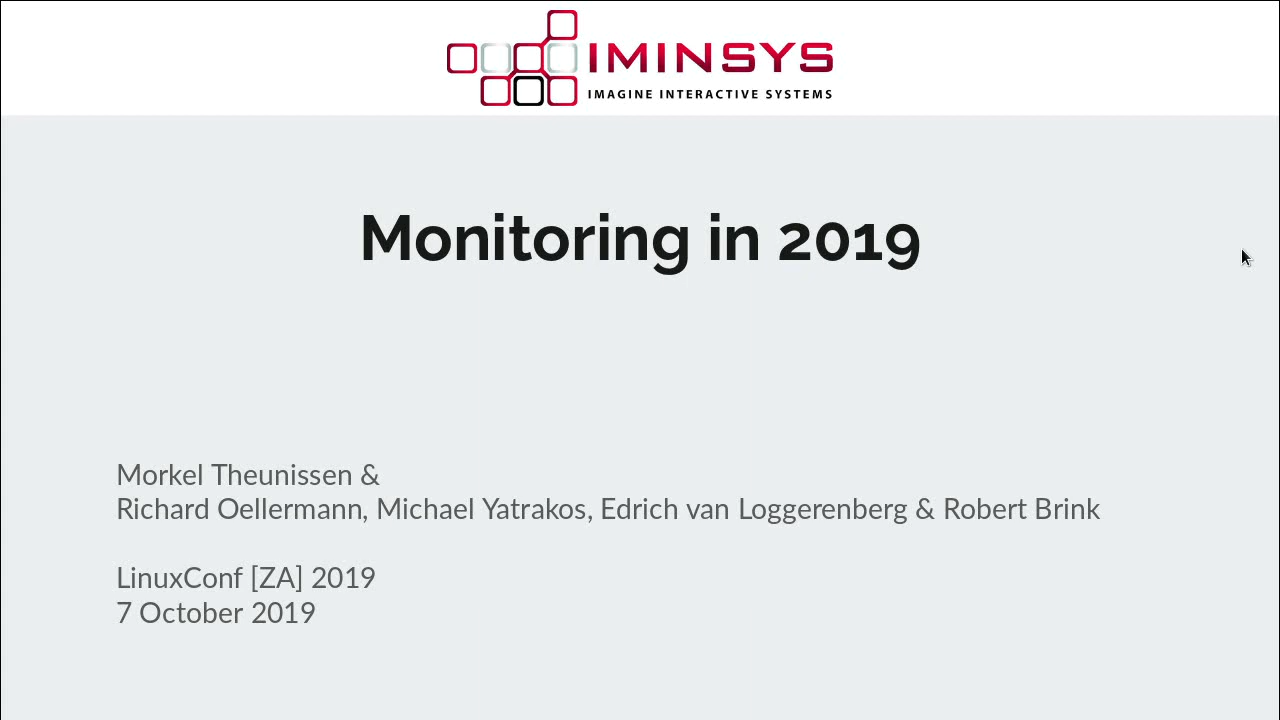 IMINSYS
IMAGINE INTERACTIVE SYSTEMS
Monitoring in 2019
Morkel Theunissen &
Richard Oellermann, Michael Yatrakos, Edrich van Loggerenberg & Robert Brink
LinuxConf [ZA] 2019
7 October 2019